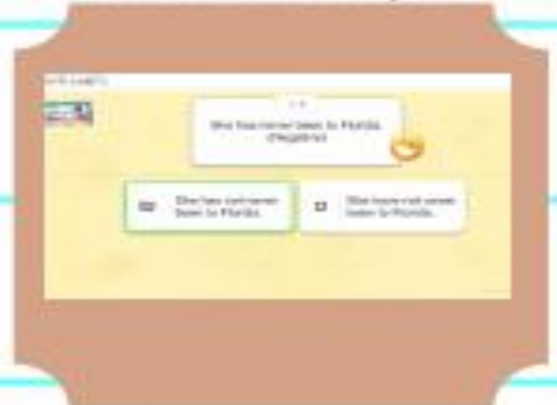 She has never been to Florida.
(Negative)
She has not never
been to Florida.
She have not never
been to Florida.